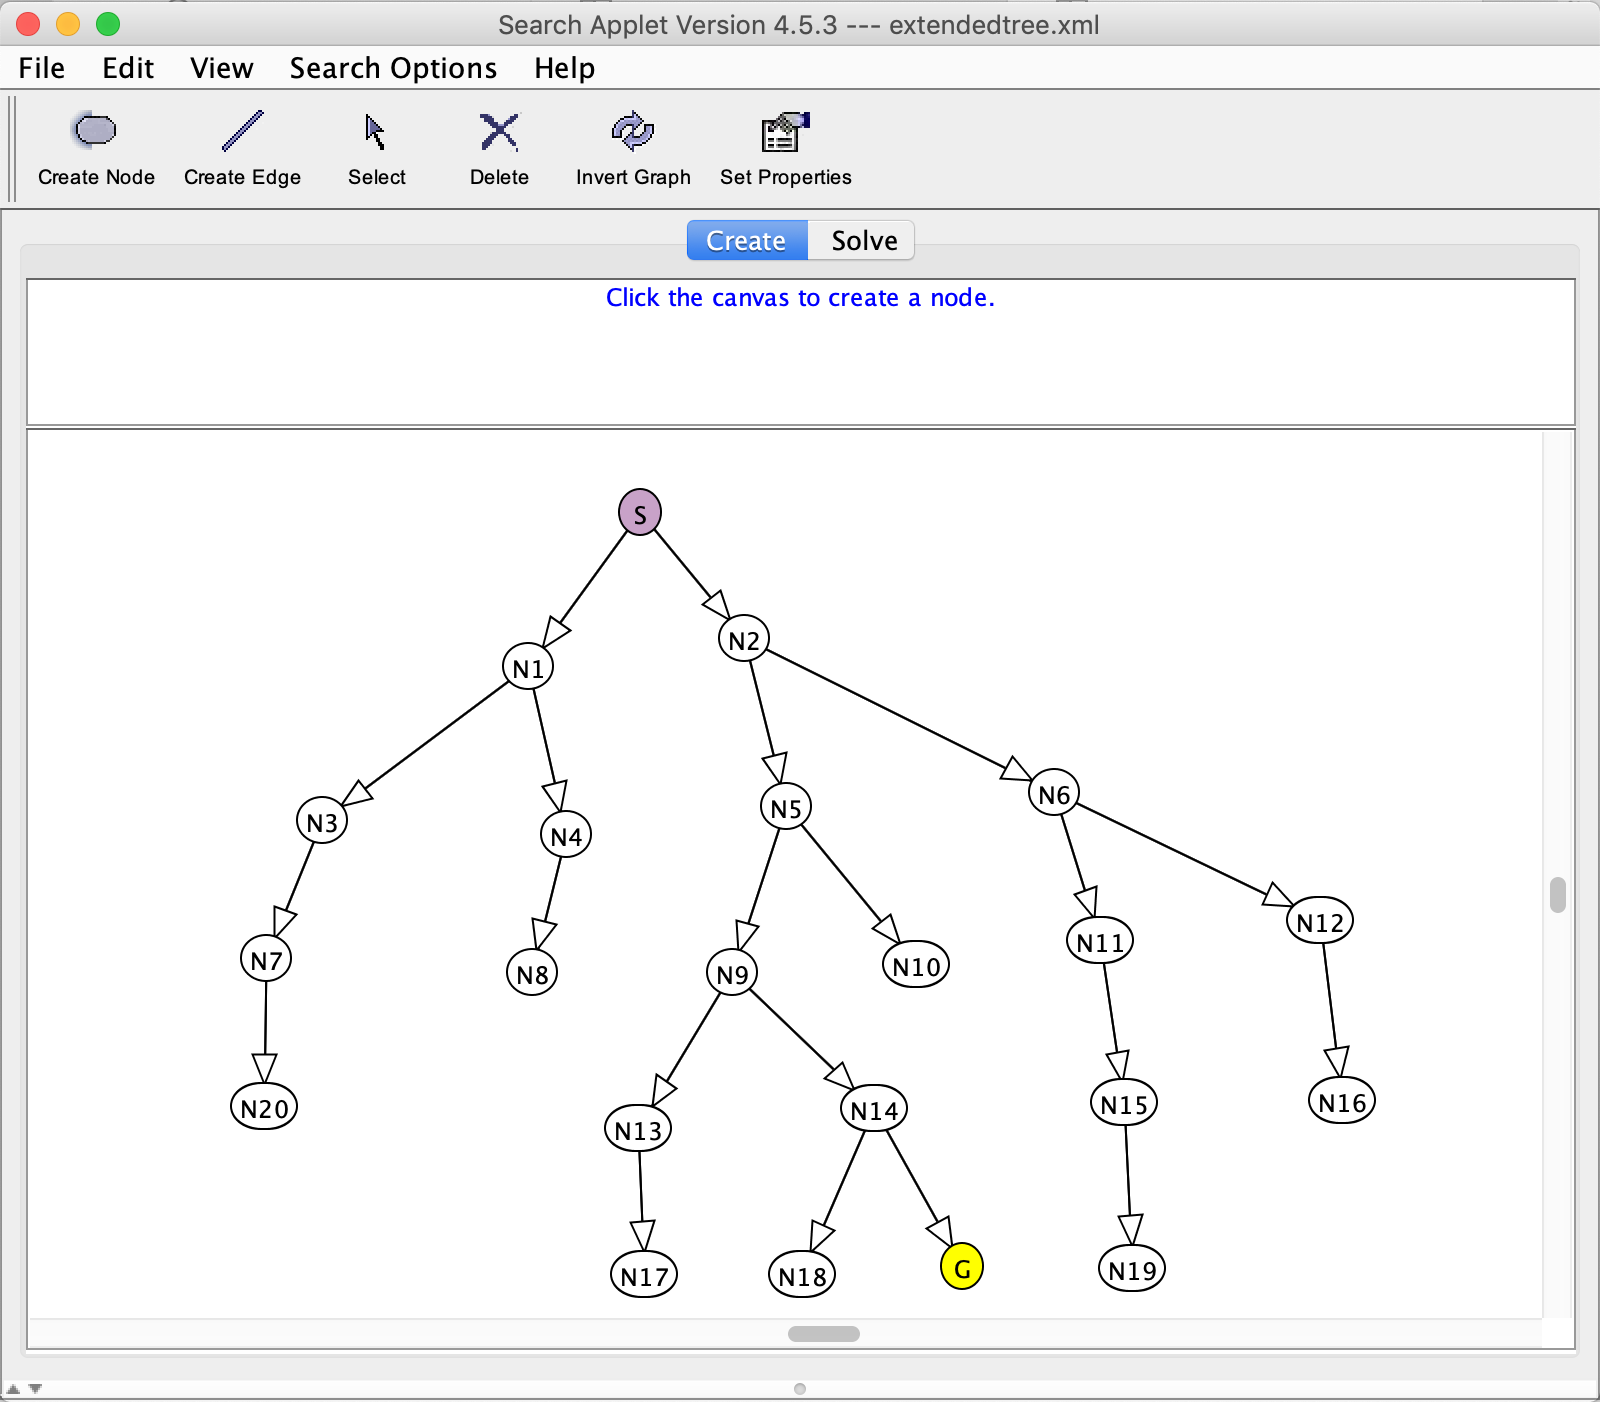 Search Applet Version 4.5.3 --- extendedtree.xml
File Edit View Search Options Help
Create Node Create Edge Select Delete Invert Graph Set Properties
Create Solve
Click the canvas to create a node.
S
N2
N1
N6
N5
N3
N4
N12
N11
N7
N8
N9
N10
N20
N13
N14
N15
N16
N17
N18
G
N19